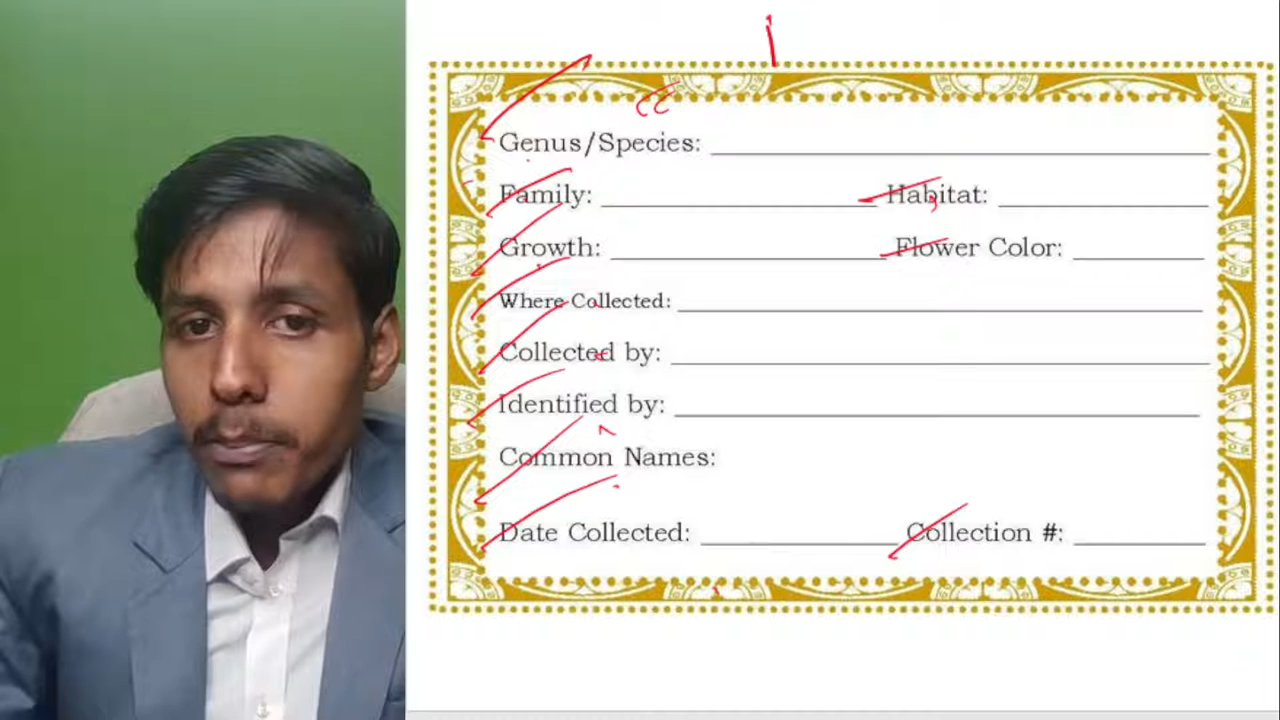 Genus/Species:
Family: Habitat:
Growth: Flower Color:
Where Collected:
Collected by:
Identified by:
Common Names:
Date Collected: Collection #: